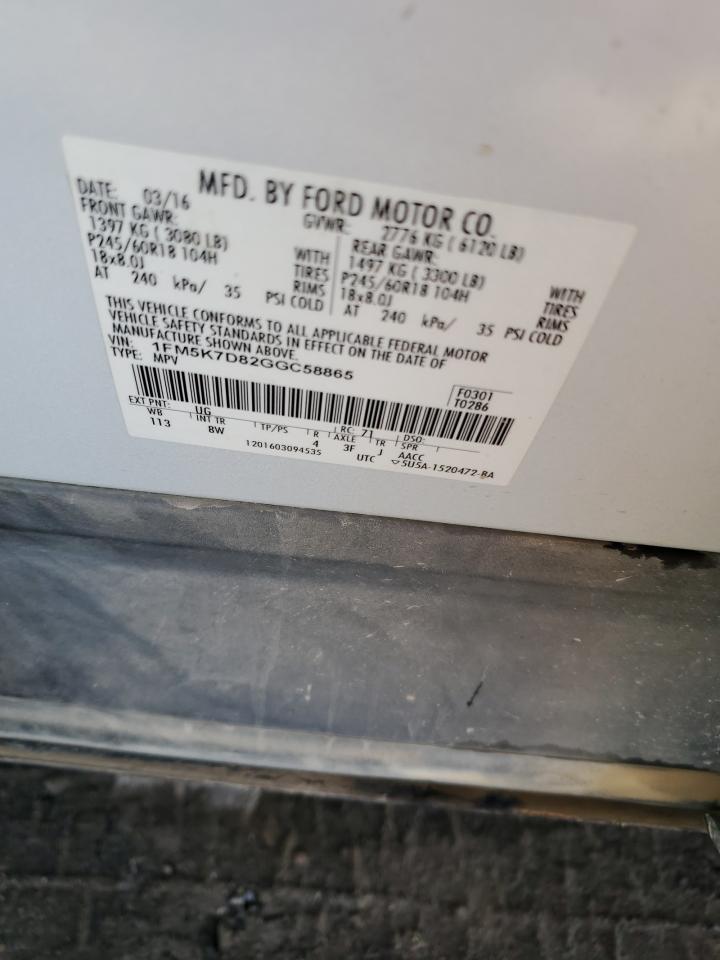 MFD. BY FORD MOTOR CO.
DATE: 03/16 GVWR: 2776 KG ( 6120 LB)
FRONT GAWR: REAR GAWR:
1397 KG ( 3080 LB) WITH 1497 KG ( 3300 LB) WITH
P245/60R18 104H TIRES P245/60R18 104H TIRES
18x8.0J RIMS 18x8.0J RIMS
AT 240 kPa/ 35 PSI COLD AT 240 kPa/ 35 PSI COLD
THIS VEHICLE CONFORMS TO ALL APPLICABLE FEDERAL MOTOR
VEHICLE SAFETY STANDARDS IN EFFECT ON THE DATE OF
MANUFACTURE SHOWN ABOVE.
VIN: 1FM5K7D82GGC58865
TYPE: MPV
F0301
T0286
EXT PNT: UG RC: 71 DSO:
WB INT TR TP/PS R AXLE TR SPR
113 8W 4 3F J AACC
1201603094535 UTC ▽5U5A-1520472-BA